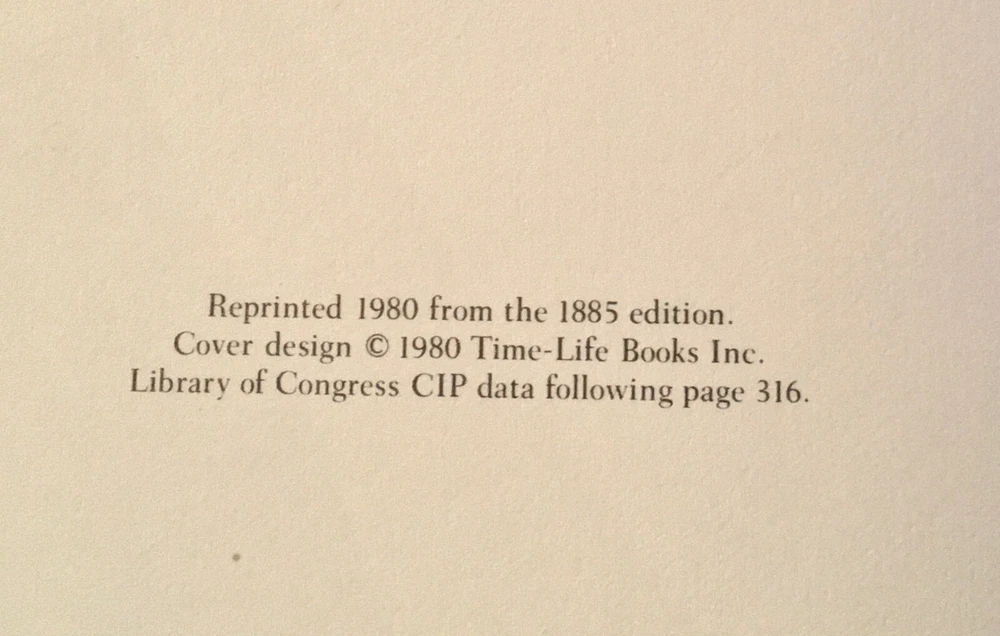 Reprinted 1980 from the 1885 edition.
Cover design © 1980 Time-Life Books Inc.
Library of Congress CIP data following page 316.